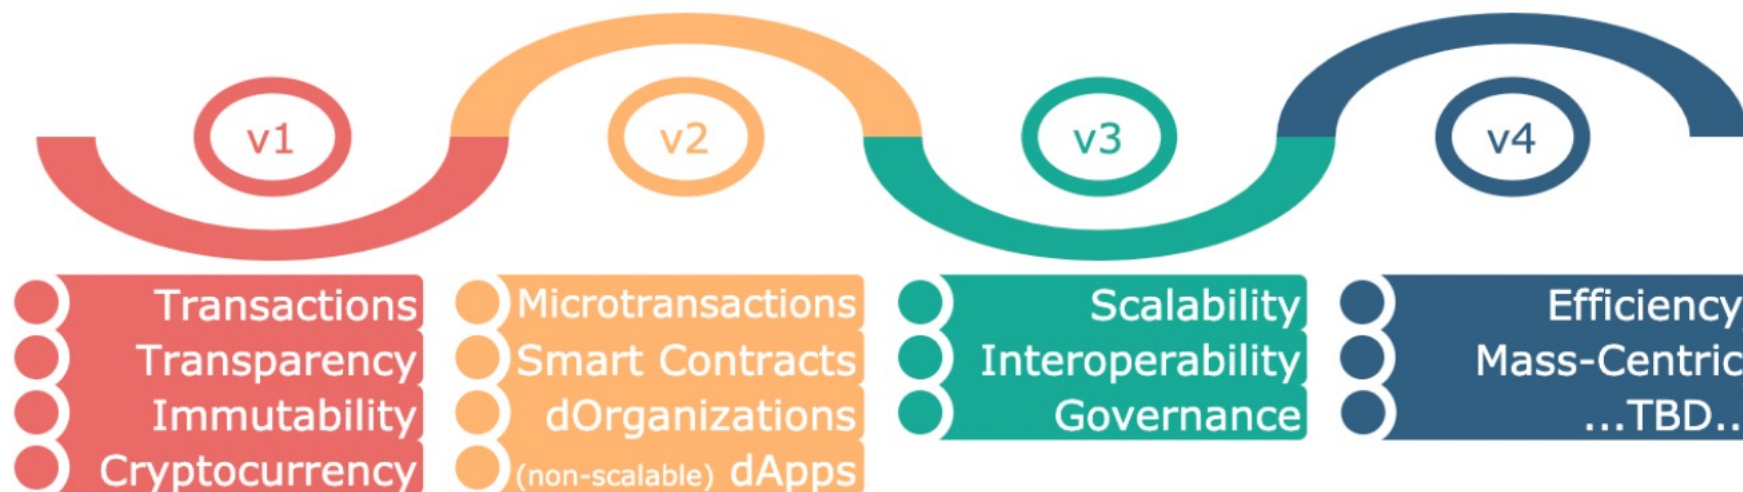 v1
v2
v3
v4
Transactions
Transparency
Immutability
Cryptocurrency
Microtransactions
Smart Contracts
dOrganizations
(non-scalable) dApps
Scalability
Interoperability
Governance
Efficiency
Mass-Centric
...TBD..